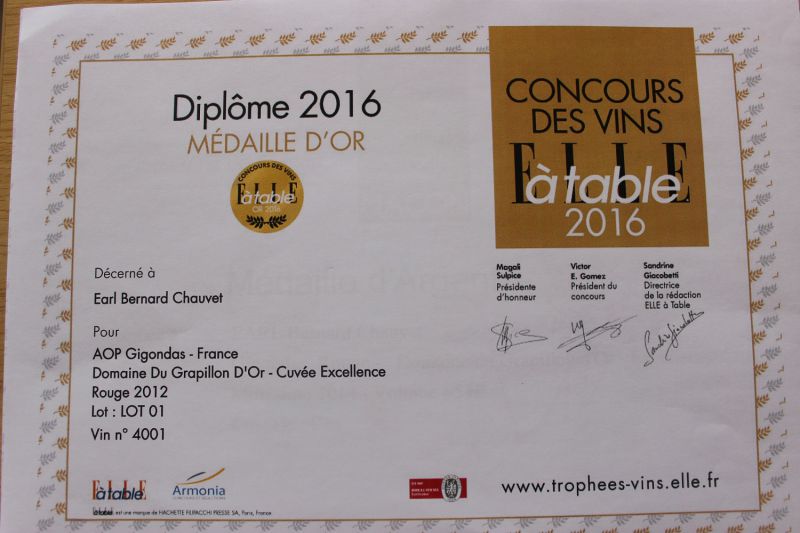 Diplôme 2016
MÉDAILLE D'OR
CONCOURS DES VINS
ELLE
à table
OR 2016
CONCOURS
DES VINS
ELLE
à table
2016
Décerné à
Earl Bernard Chauvet
Pour
AOP Gigondas - France
Domaine Du Grapillon D'Or - Cuvée Excellence
Rouge 2012
Lot : LOT 01
Vin n° 4001
Magali
Sulpice
Présidente
d'honneur
Victor
E. Gomez
Président du
concours
Sandrine
Giacobetti
Directrice
de la rédaction
ELLE à Table
ELLE
à table
Armonia
www.trophees-vins.elle.fr
à table, est une marque de HACHETTE FILIPACCHI PRESSE SA, Paris, France.